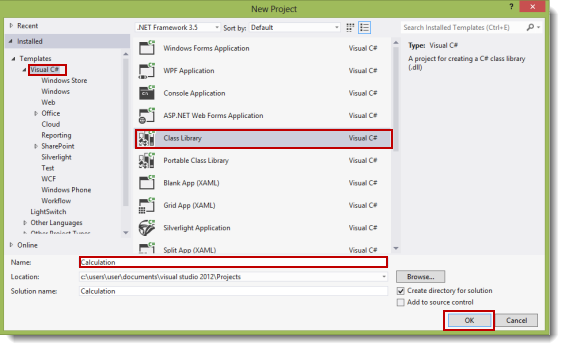 New Project
? ×
Recent
.NET Framework 3.5 Sort by: Default
Search Installed Templates (Ctrl+E)
Installed
Templates
Visual C#
Windows Store
Windows
Web
Office
Cloud
Reporting
SharePoint
Silverlight
Test
WCF
Windows Phone
Workflow
LightSwitch
Other Languages
Other Project Types
Online
Windows Forms Application Visual C#
WPF Application Visual C#
Console Application Visual C#
ASP.NET Web Forms Application Visual C#
Class Library Visual C#
Portable Class Library Visual C#
Blank App (XAML) Visual C#
Grid App (XAML) Visual C#
Silverlight Application Visual C#
Split App (XAML) Visual C#
Type: Visual C#
A project for creating a C# class library
(.dll)
Name: Calculation
Location: c:\users\user\documents\visual studio 2012\Projects Browse...
Solution name: Calculation
Create directory for solution
Add to source control
OK Cancel